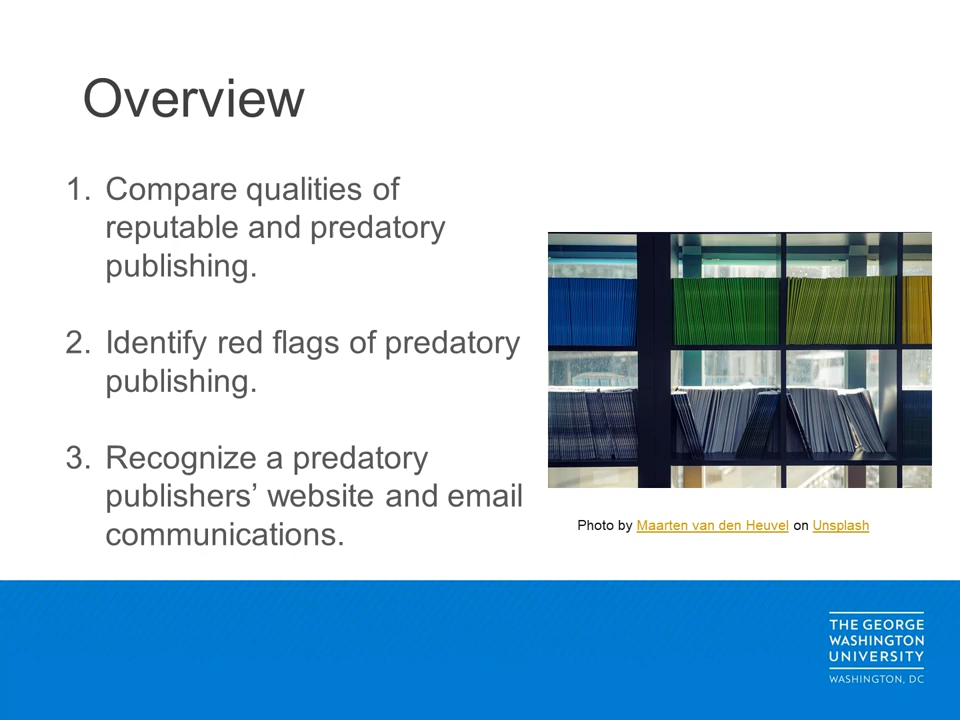 Overview
1. Compare qualities of
reputable and predatory
publishing.
2. Identify red flags of predatory
publishing.
3. Recognize a predatory
publishers’ website and email
communications.
Photo by Maarten van den Heuvel on Unsplash
THE GEORGE
WASHINGTON
UNIVERSITY
WASHINGTON, DC